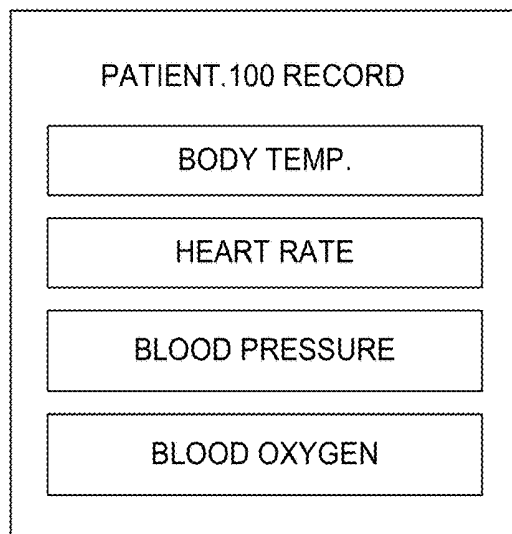 PATIENT.100 RECORD
BODY TEMP.
HEART RATE
BLOOD PRESSURE
BLOOD OXYGEN